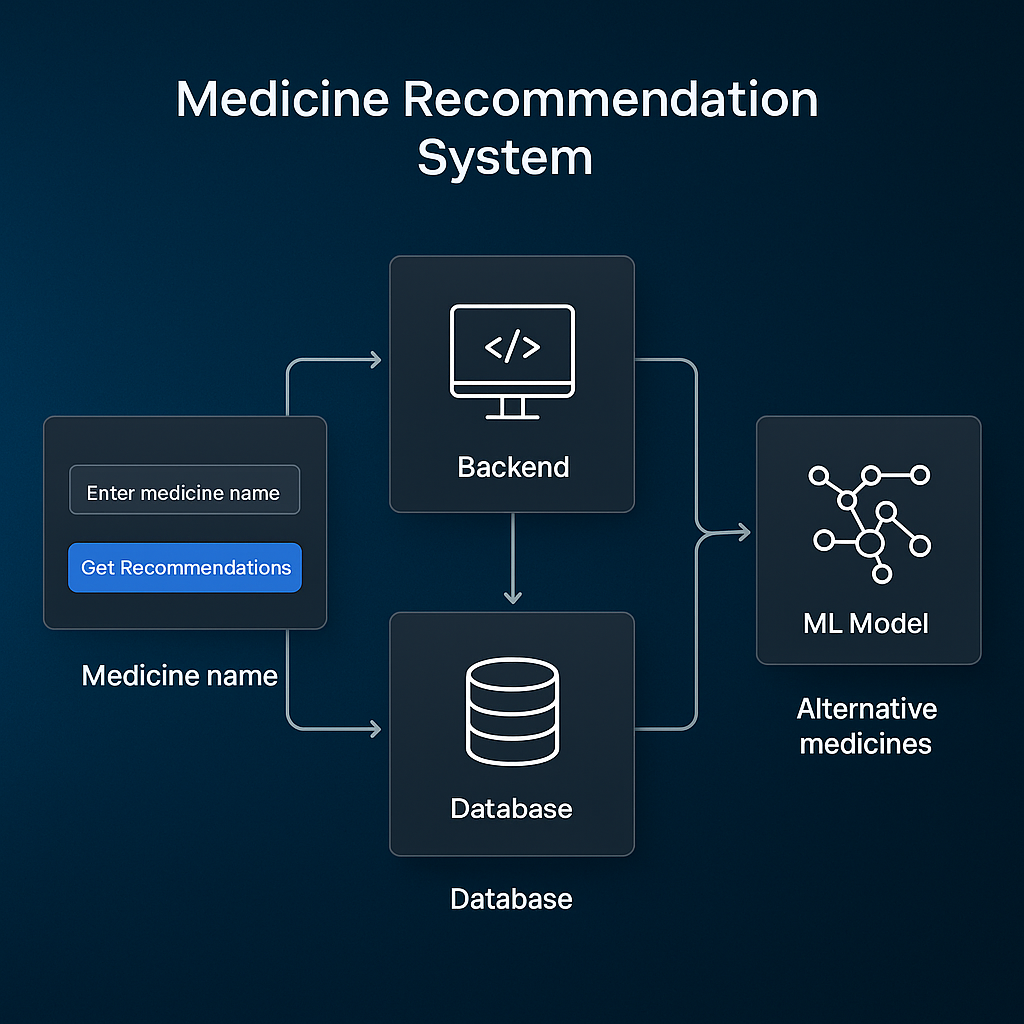 Medicine Recommendation
System
</>
Backend
Enter medicine name
Get Recommendations
Medicine name
ML Model
Alternative
medicines
Database
Database